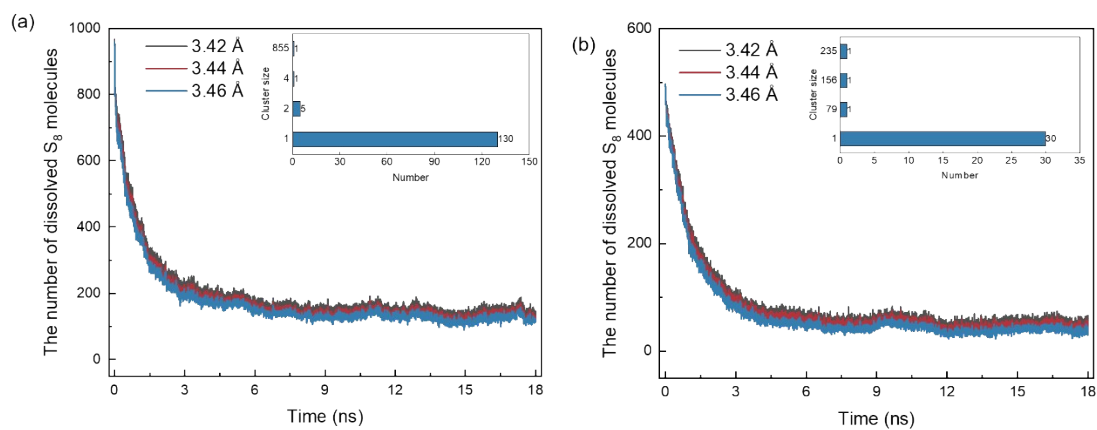 (a)
1000
800
600
400
200
0
The number of dissolved S₈ molecules
3.42 Å
3.44 Å
3.46 Å
855
4
2
1
Cluster size
1
1
5
130
0 30 60 90 120 150
Number
0 3 6 9 12 15 18
Time (ns)
(b)
600
400
200
0
The number of dissolved S₈ molecules
3.42 Å
3.44 Å
3.46 Å
235
156
79
1
Cluster size
1
1
1
30
0 5 10 15 20 25 30 35
Number
0 3 6 9 12 15 18
Time (ns)